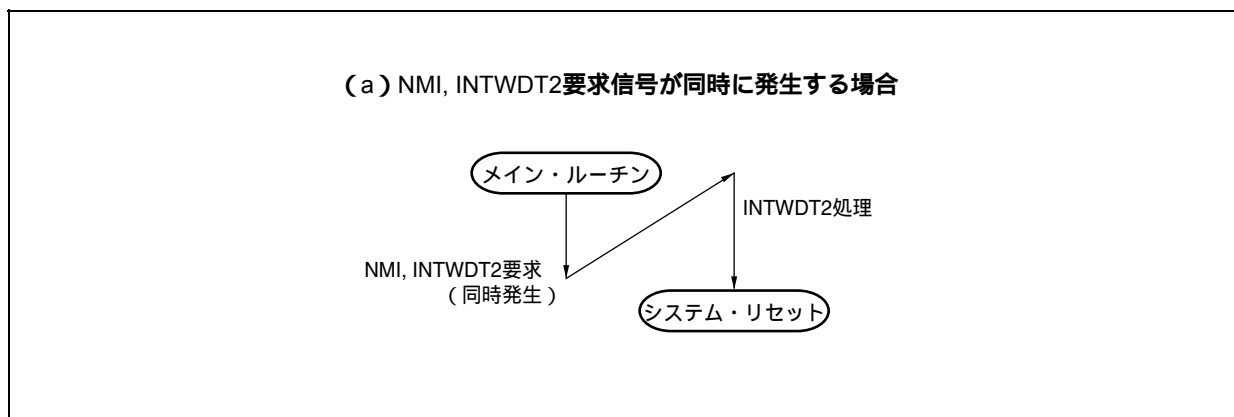 （a）NMI, INTWDT2要求信号が同時に発生する場合
メイン・ルーチン
INTWDT2処理
NMI, INTWDT2要求
（同時発生）
システム・リセット